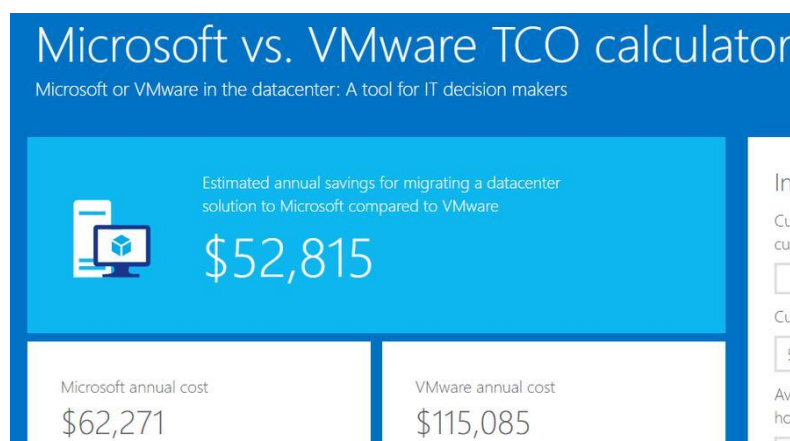 Microsoft vs. VMware TCO calculator
Microsoft or VMware in the datacenter: A tool for IT decision makers
Estimated annual savings for migrating a datacenter
solution to Microsoft compared to VMware
$52,815
Microsoft annual cost
$62,271
VMware annual cost
$115,085